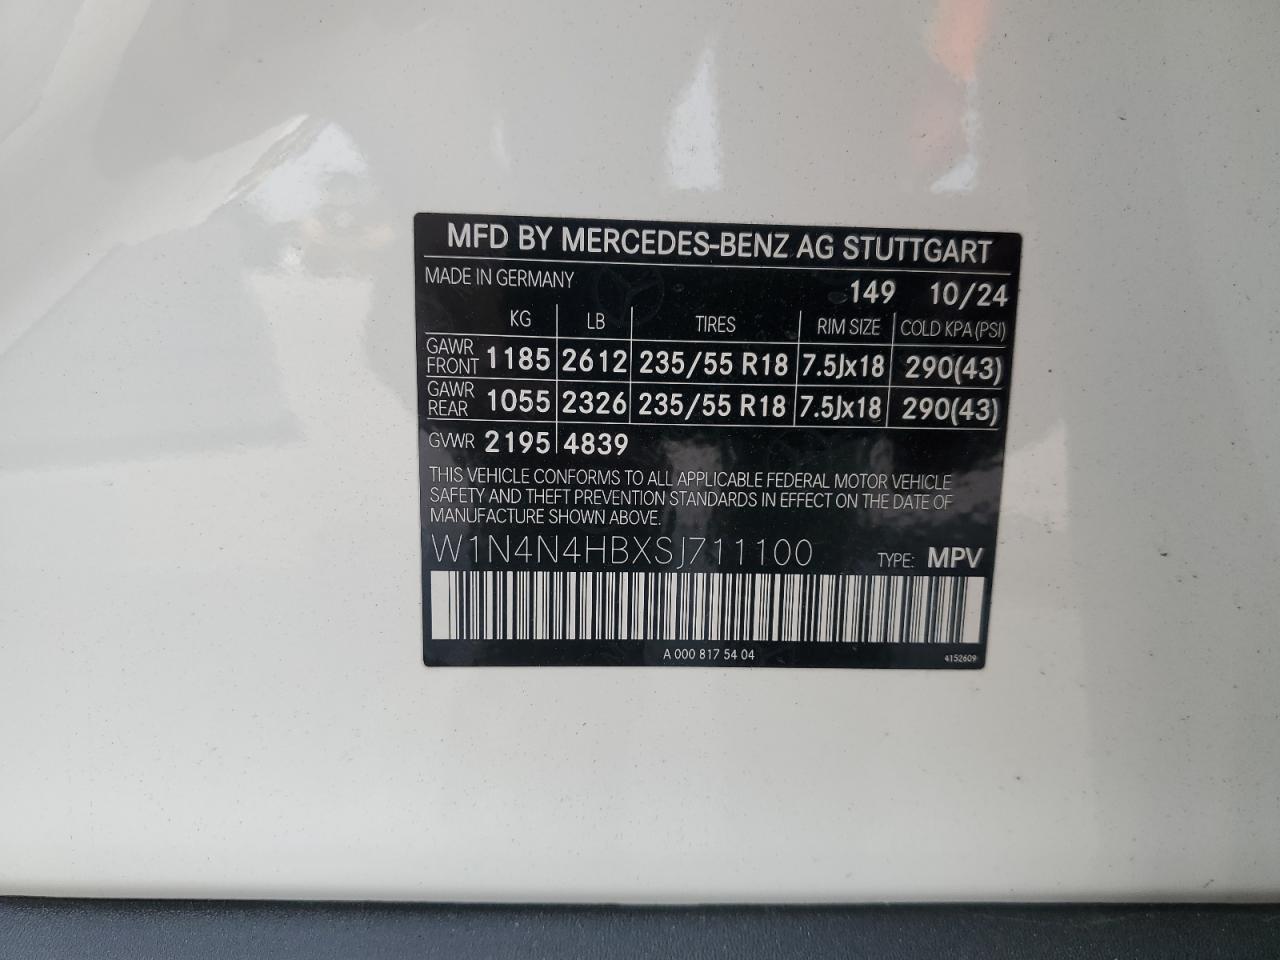 MFD BY MERCEDES-BENZ AG STUTTGART
MADE IN GERMANY 149 10/24
KG LB TIRES RIM SIZE COLD KPA (PSI)
GAWR FRONT 1185 2612 235/55 R18 7.5Jx18 290(43)
GAWR REAR 1055 2326 235/55 R18 7.5Jx18 290(43)
GVWR 2195 4839
THIS VEHICLE CONFORMS TO ALL APPLICABLE FEDERAL MOTOR VEHICLE
SAFETY AND THEFT PREVENTION STANDARDS IN EFFECT ON THE DATE OF
MANUFACTURE SHOWN ABOVE.
W1N4N4HBXSJ711100 TYPE: MPV
A 000 817 54 04 4152609